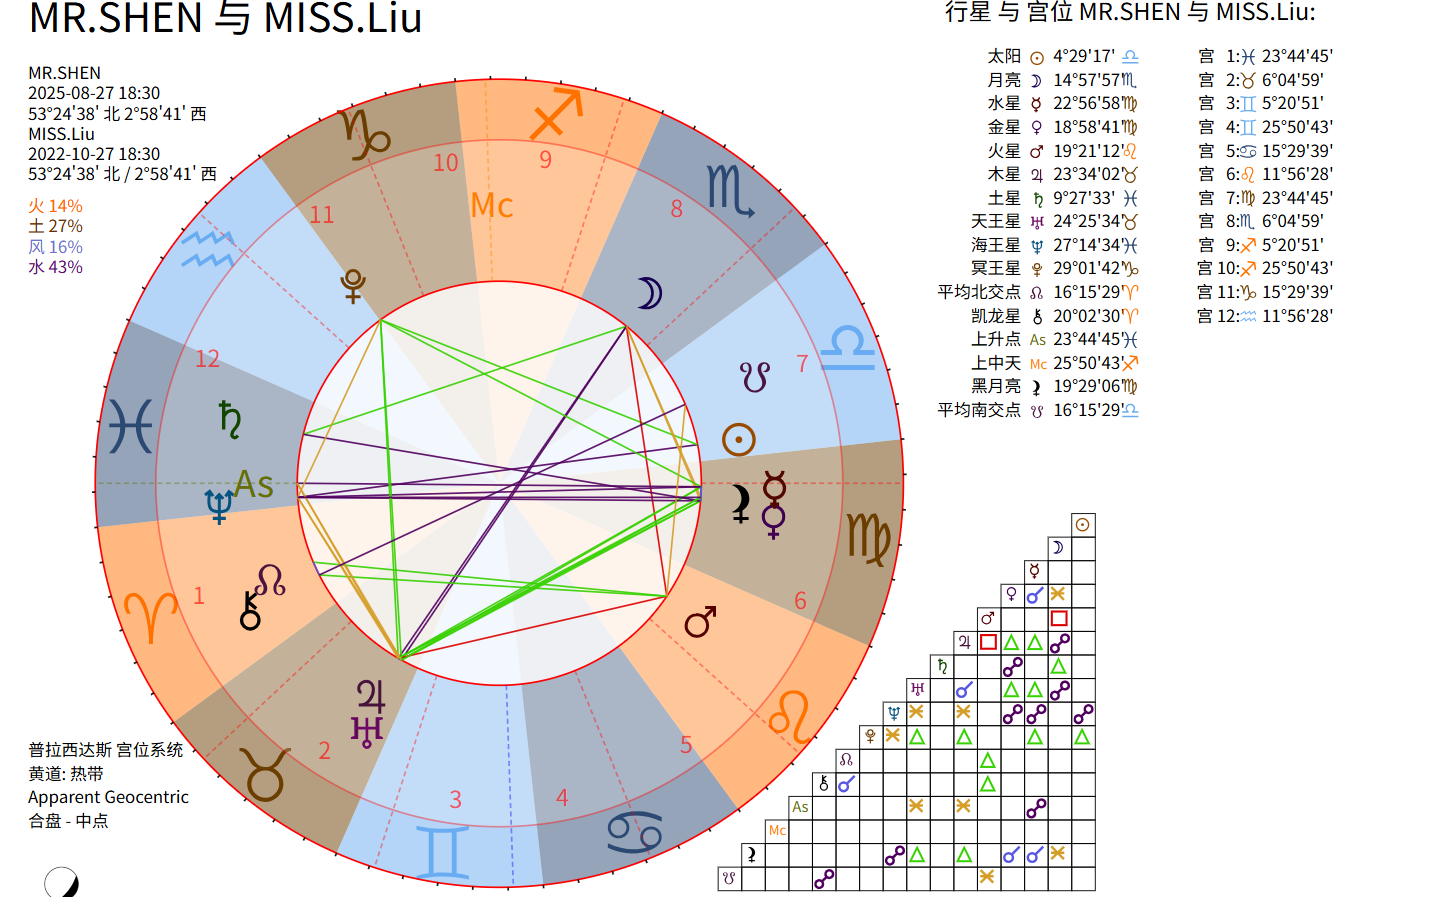 MR.SHEN 与 MISS.Liu
MR.SHEN
2025-08-27 18:30
53°24'38' 北 2°58'41' 西
MISS.Liu
2022-10-27 18:30
53°24'38' 北 / 2°58'41' 西
火 14%
土 27%
风 16%
水 43%
10
9
Mc
11
8
12
7
As
1
6
2
5
3
4
普拉西达斯 宫位系统
黄道: 热带
Apparent Geocentric
合盘 - 中点
行星 与 宫位 MR.SHEN 与 MISS.Liu:
太阳 ☉ 4°29'17' ♎ 宫 1:♓ 23°44'45'
月亮 ☽ 14°57'57'♏ 宫 2:♉ 6°04'59'
水星 ☿ 22°56'58'♍ 宫 3:♊ 5°20'51'
金星 ♀ 18°58'41'♍ 宫 4:♊ 25°50'43'
火星 ♂ 19°21'12'♌ 宫 5:♋ 15°29'39'
木星 ♃ 23°34'02'♉ 宫 6:♌ 11°56'28'
土星 ♄ 9°27'33' ♓ 宫 7:♍ 23°44'45'
天王星 ♅ 24°25'34'♉ 宫 8:♏ 6°04'59'
海王星 ♆ 27°14'34'♓ 宫 9:♐ 5°20'51'
冥王星 29°01'42'♑ 宫 10:♐ 25°50'43'
平均北交点 ☊ 16°15'29'♈ 宫 11:♑ 15°29'39'
凯龙星 ⚷ 20°02'30'♈ 宫 12:♒ 11°56'28'
上升点 As 23°44'45'♓
上中天 Mc 25°50'43'♐
黑月亮 ⚸ 19°29'06'♍
平均南交点 ☋ 16°15'29'♎
As
Mc